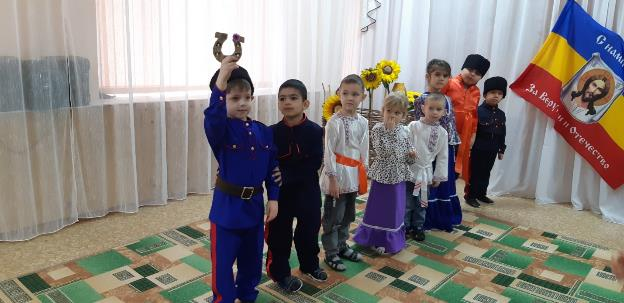 С нами
За Веру и Отечество